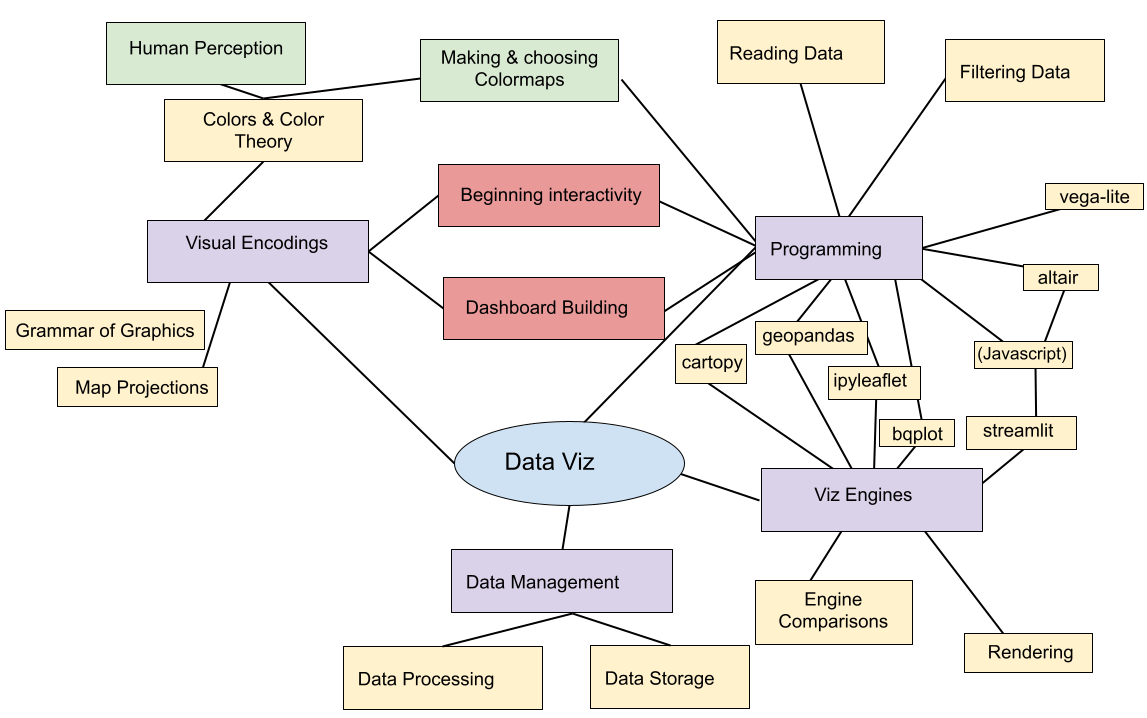 Human Perception
Making & choosing
Colormaps
Reading Data
Filtering Data
Colors & Color
Theory
Beginning interactivity
vega-lite
Visual Encodings
Programming
altair
Dashboard Building
Grammar of Graphics
geopandas
(Javascript)
cartopy
Map Projections
ipyleaflet
bqplot
streamlit
Data Viz
Viz Engines
Data Management
Engine
Comparisons
Rendering
Data Processing
Data Storage